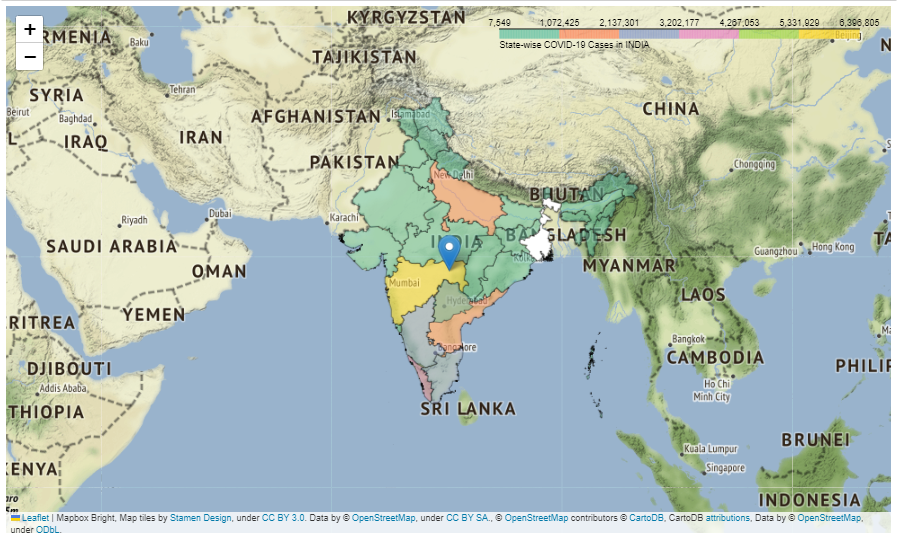 +
−
7,549 1,072,425 2,137,301 3,202,177 4,267,053 5,331,929 6,396,805
State-wise COVID-19 Cases in INDIA
KYRGYZSTAN
RMENIA
Baku
Beijing
N
TAJIKISTAN
Tehran
SYRIA
AFGHANISTAN
Islamabad
CHINA
Beirut
Baghdad
IRAQ
IRAN
L
PAKISTAN
Chongqing
New Delhi
BHUTAN
Karachi
Riyadh
Dubai
SAUDI ARABIA
INDIA
BANGLADESH
Guangzhou
Hong Kong
TA
OMAN
MYANMAR
Mumbai
LAOS
Hyderabad
YEMEN
RITREA
Bangkok
Bangalore
CAMBODIA
DJIBOUTI
PHILIP
Addis Ababa
Ho Chi
Minh City
THIOPIA
SRI LANKA
BRUNEI
Kuala Lumpur
KENYA
Singapore
INDONESIA
Leaflet | Mapbox Bright, Map tiles by Stamen Design, under CC BY 3.0. Data by © OpenStreetMap, under CC BY SA., © OpenStreetMap contributors © CartoDB, CartoDB attributions, Data by © OpenStreetMap,
under ODbL.